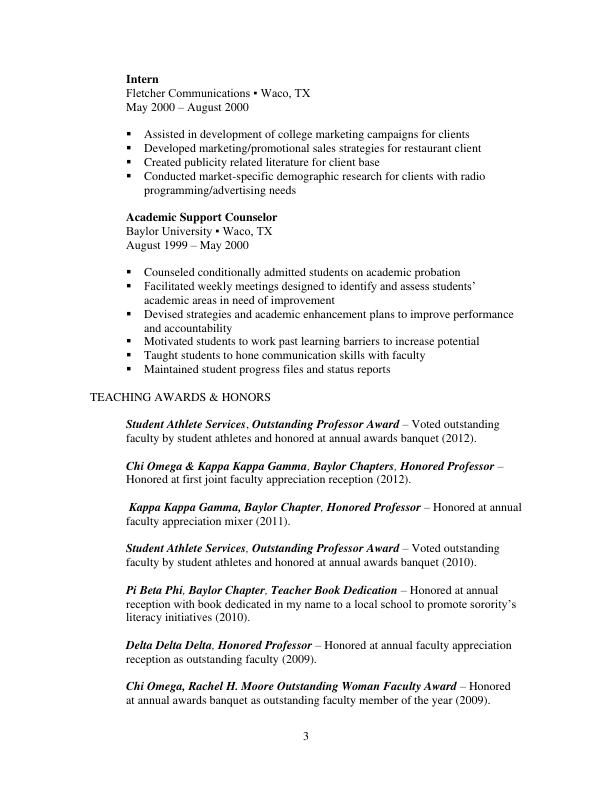 Intern
Fletcher Communications ▪ Waco, TX
May 2000 – August 2000
▪ Assisted in development of college marketing campaigns for clients
▪ Developed marketing/promotional sales strategies for restaurant client
▪ Created publicity related literature for client base
▪ Conducted market-specific demographic research for clients with radio
programming/advertising needs
Academic Support Counselor
Baylor University ▪ Waco, TX
August 1999 – May 2000
▪ Counseled conditionally admitted students on academic probation
▪ Facilitated weekly meetings designed to identify and assess students’
academic areas in need of improvement
▪ Devised strategies and academic enhancement plans to improve performance
and accountability
▪ Motivated students to work past learning barriers to increase potential
▪ Taught students to hone communication skills with faculty
▪ Maintained student progress files and status reports
TEACHING AWARDS & HONORS
Student Athlete Services, Outstanding Professor Award – Voted outstanding
faculty by student athletes and honored at annual awards banquet (2012).
Chi Omega & Kappa Kappa Gamma, Baylor Chapters, Honored Professor –
Honored at first joint faculty appreciation reception (2012).
Kappa Kappa Gamma, Baylor Chapter, Honored Professor – Honored at annual
faculty appreciation mixer (2011).
Student Athlete Services, Outstanding Professor Award – Voted outstanding
faculty by student athletes and honored at annual awards banquet (2010).
Pi Beta Phi, Baylor Chapter, Teacher Book Dedication – Honored at annual
reception with book dedicated in my name to a local school to promote sorority’s
literacy initiatives (2010).
Delta Delta Delta, Honored Professor – Honored at annual faculty appreciation
reception as outstanding faculty (2009).
Chi Omega, Rachel H. Moore Outstanding Woman Faculty Award – Honored
at annual awards banquet as outstanding faculty member of the year (2009).
3